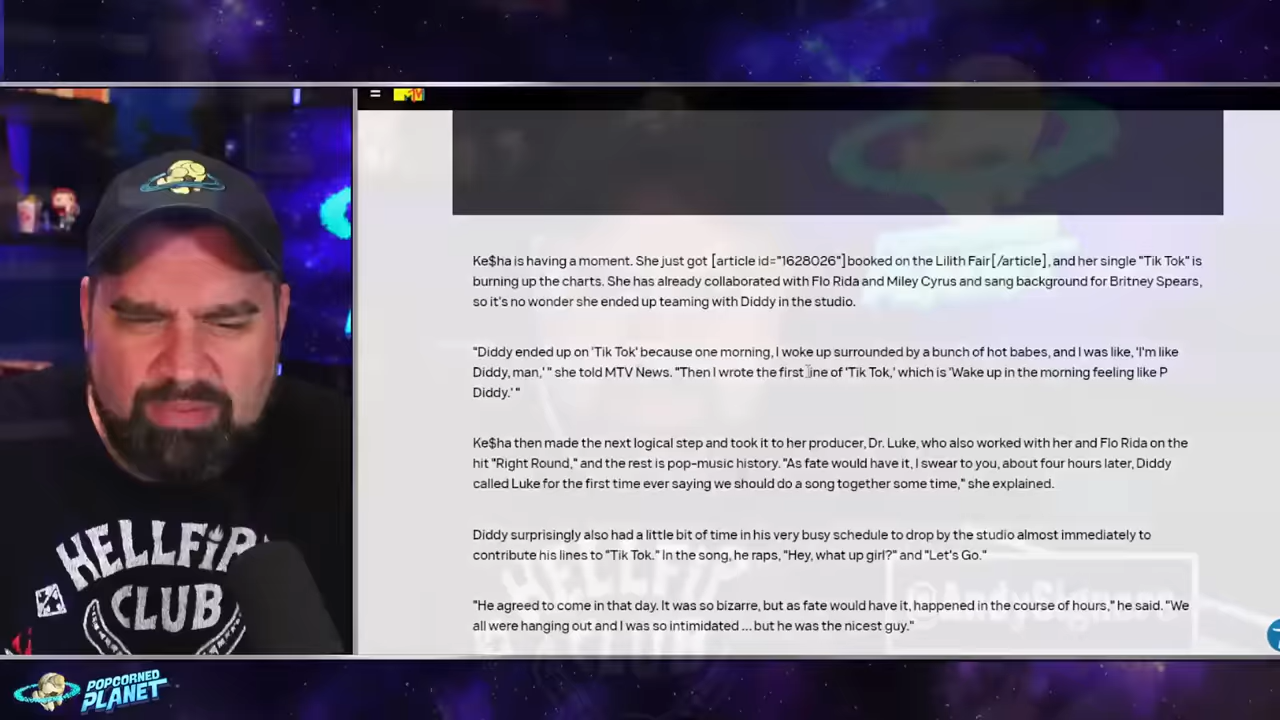 MTV
Ke$ha is having a moment. She just got [article id="1628026"]booked on the Lilith Fair[/article], and her single "Tik Tok" is
burning up the charts. She has already collaborated with Flo Rida and Miley Cyrus and sang background for Britney Spears,
so it's no wonder she ended up teaming with Diddy in the studio.
"Diddy ended up on 'Tik Tok' because one morning, I woke up surrounded by a bunch of hot babes, and I was like, 'I'm like
Diddy, man,' " she told MTV News. "Then I wrote the first line of 'Tik Tok,' which is 'Wake up in the morning feeling like P
Diddy.' "
Ke$ha then made the next logical step and took it to her producer, Dr. Luke, who also worked with her and Flo Rida on the
hit "Right Round," and the rest is pop-music history. "As fate would have it, I swear to you, about four hours later, Diddy
called Luke for the first time ever saying we should do a song together some time," she explained.
Diddy surprisingly also had a little bit of time in his very busy schedule to drop by the studio almost immediately to
contribute his lines to "Tik Tok." In the song, he raps, "Hey, what up girl?" and "Let's Go."
"He agreed to come in that day. It was so bizarre, but as fate would have it, happened in the course of hours," he said. "We
all were hanging out and I was so intimidated ... but he was the nicest guy."
HELLFIR
CLUB
HELLFIP
@AndySignore
POPCORNED
PLANET